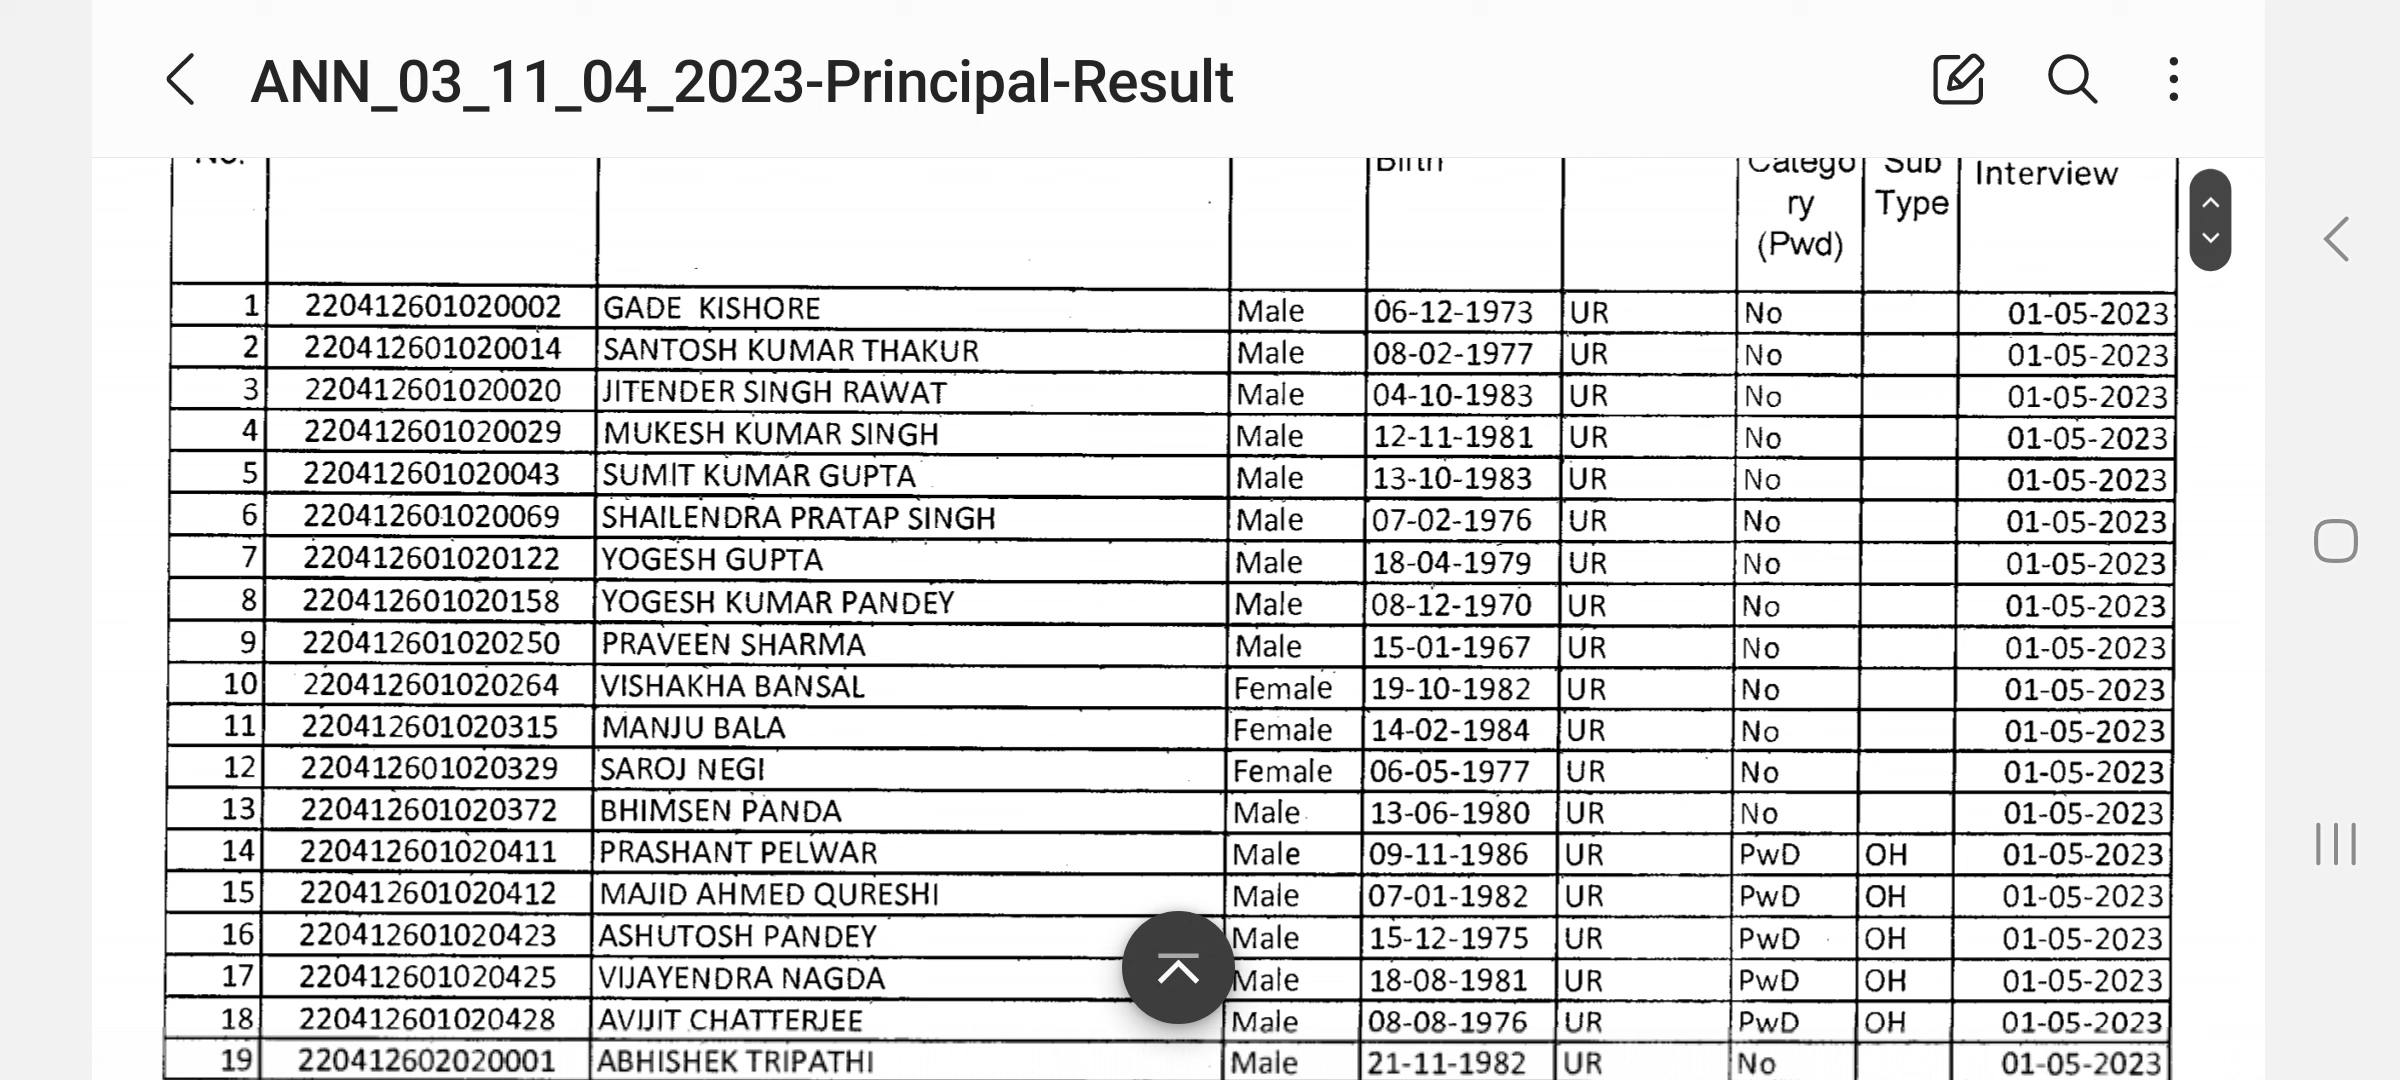 ANN_03_11_04_2023-Principal-Result
No. Birth Catego Sub Interview
ry Type
(Pwd)
1 220412601020002 GADE KISHORE Male 06-12-1973 UR No 01-05-2023
2 220412601020014 SANTOSH KUMAR THAKUR Male 08-02-1977 UR No 01-05-2023
3 220412601020020 JITENDER SINGH RAWAT Male 04-10-1983 UR No 01-05-2023
4 220412601020029 MUKESH KUMAR SINGH Male 12-11-1981 UR No 01-05-2023
5 220412601020043 SUMIT KUMAR GUPTA Male 13-10-1983 UR No 01-05-2023
6 220412601020069 SHAILENDRA PRATAP SINGH Male 07-02-1976 UR No 01-05-2023
7 220412601020122 YOGESH GUPTA Male 18-04-1979 UR No 01-05-2023
8 220412601020158 YOGESH KUMAR PANDEY Male 08-12-1970 UR No 01-05-2023
9 220412601020250 PRAVEEN SHARMA Male 15-01-1967 UR No 01-05-2023
10 220412601020264 VISHAKHA BANSAL Female 19-10-1982 UR No 01-05-2023
11 220412601020315 MANJU BALA Female 14-02-1984 UR No 01-05-2023
12 220412601020329 SAROJ NEGI Female 06-05-1977 UR No 01-05-2023
13 220412601020372 BHIMSEN PANDA Male 13-06-1980 UR No 01-05-2023
14 220412601020411 PRASHANT PELWAR Male 09-11-1986 UR PwD OH 01-05-2023
15 220412601020412 MAJID AHMED QURESHI Male 07-01-1982 UR PwD OH 01-05-2023
16 220412601020423 ASHUTOSH PANDEY Male 15-12-1975 UR PwD OH 01-05-2023
17 220412601020425 VIJAYENDRA NAGDA Male 18-08-1981 UR PwD OH 01-05-2023
18 220412601020428 AVIJIT CHATTERJEE Male 08-08-1976 UR PwD OH 01-05-2023
19 220412602020001 ABHISHEK TRIPATHI Male 21-11-1982 UR No 01-05-2023